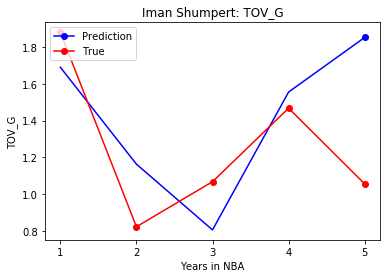 Iman Shumpert: TOV_G
Prediction
True
1.8
1.6
1.4
1.2
1.0
0.8
TOV_G
1 2 3 4 5
Years in NBA